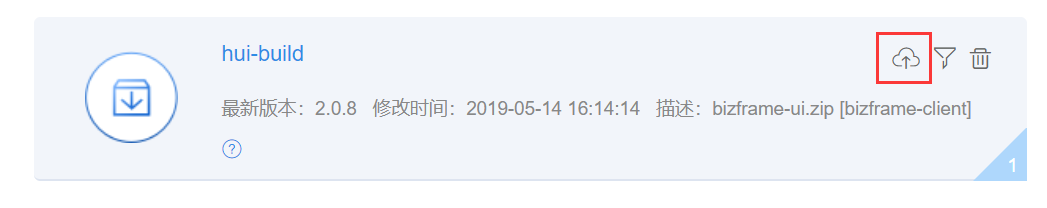 hui-build
最新版本：2.0.8 修改时间：2019-05-14 16:14:14 描述：bizframe-ui.zip [bizframe-client]
?
1